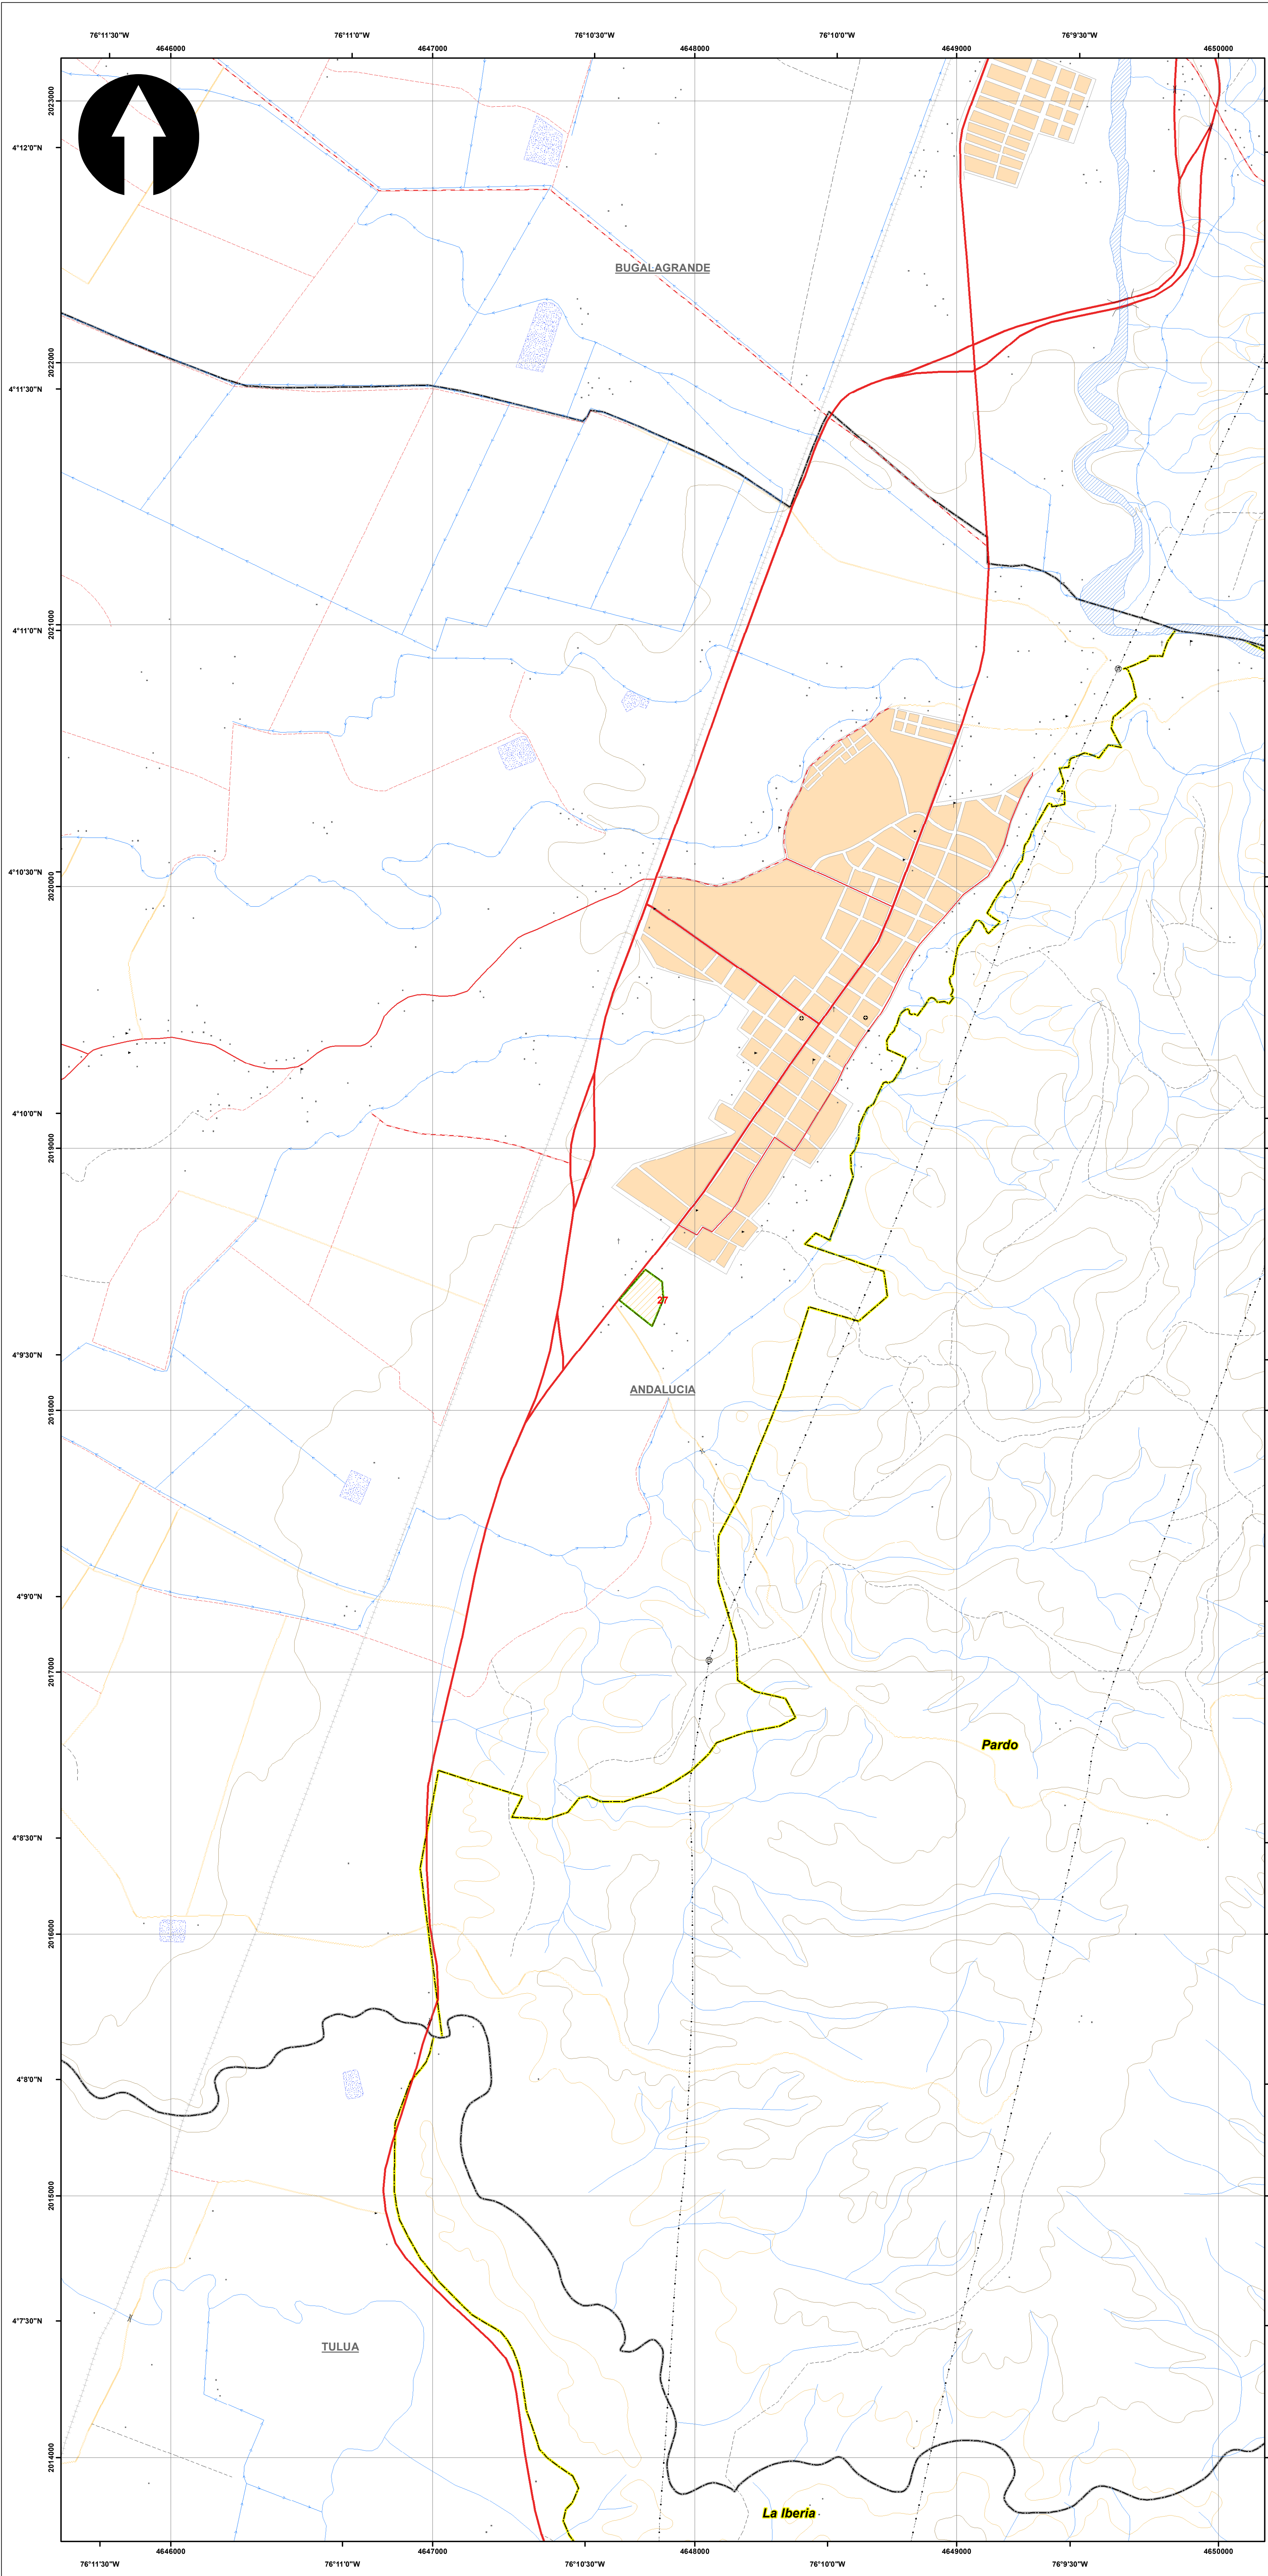 76°11'30"W 76°11'0"W 76°10'30"W 76°10'0"W 76°9'30"W
4646000 4647000 4648000 4649000 4650000
2023000
4°12'0"N
BUGALAGRANDE
2022000
4°11'30"N
2021000
4°11'0"N
4°10'30"N
2020000
4°10'0"N
2019000
27
4°9'30"N
ANDALUCIA
2018000
4°9'0"N
2017000
Pardo
4°8'30"N
2016000
4°8'0"N
2015000
4°7'30"N
TULUA
2014000
La Iberia
4646000 4647000 4648000 4649000 4650000
76°11'30"W 76°11'0"W 76°10'30"W 76°10'0"W 76°9'30"W